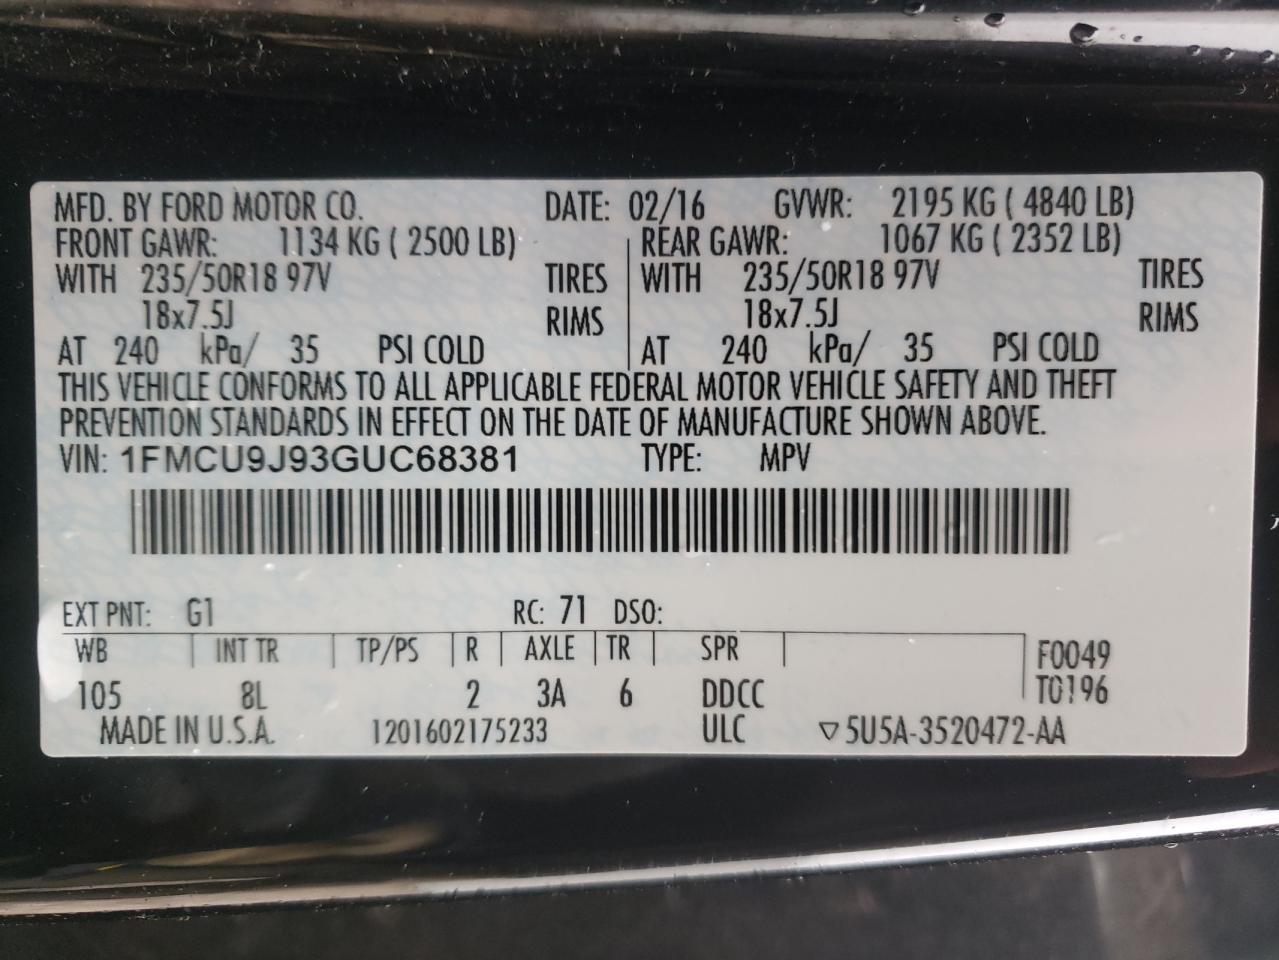 MFD. BY FORD MOTOR CO. DATE: 02/16 GVWR: 2195 KG ( 4840 LB)
FRONT GAWR: 1134 KG ( 2500 LB) REAR GAWR: 1067 KG ( 2352 LB)
WITH 235/50R18 97V TIRES WITH 235/50R18 97V TIRES
18x7.5J RIMS 18x7.5J RIMS
AT 240 kPa/ 35 PSI COLD AT 240 kPa/ 35 PSI COLD
THIS VEHICLE CONFORMS TO ALL APPLICABLE FEDERAL MOTOR VEHICLE SAFETY AND THEFT
PREVENTION STANDARDS IN EFFECT ON THE DATE OF MANUFACTURE SHOWN ABOVE.
VIN: 1FMCU9J93GUC68381 TYPE: MPV
EXT PNT: G1 RC: 71 DSO:
WB INT TR TP/PS R AXLE TR SPR F0049
105 8L 2 3A 6 DDCC T0196
MADE IN U.S.A. 1201602175233 ULC ▽5U5A-3520472-AA